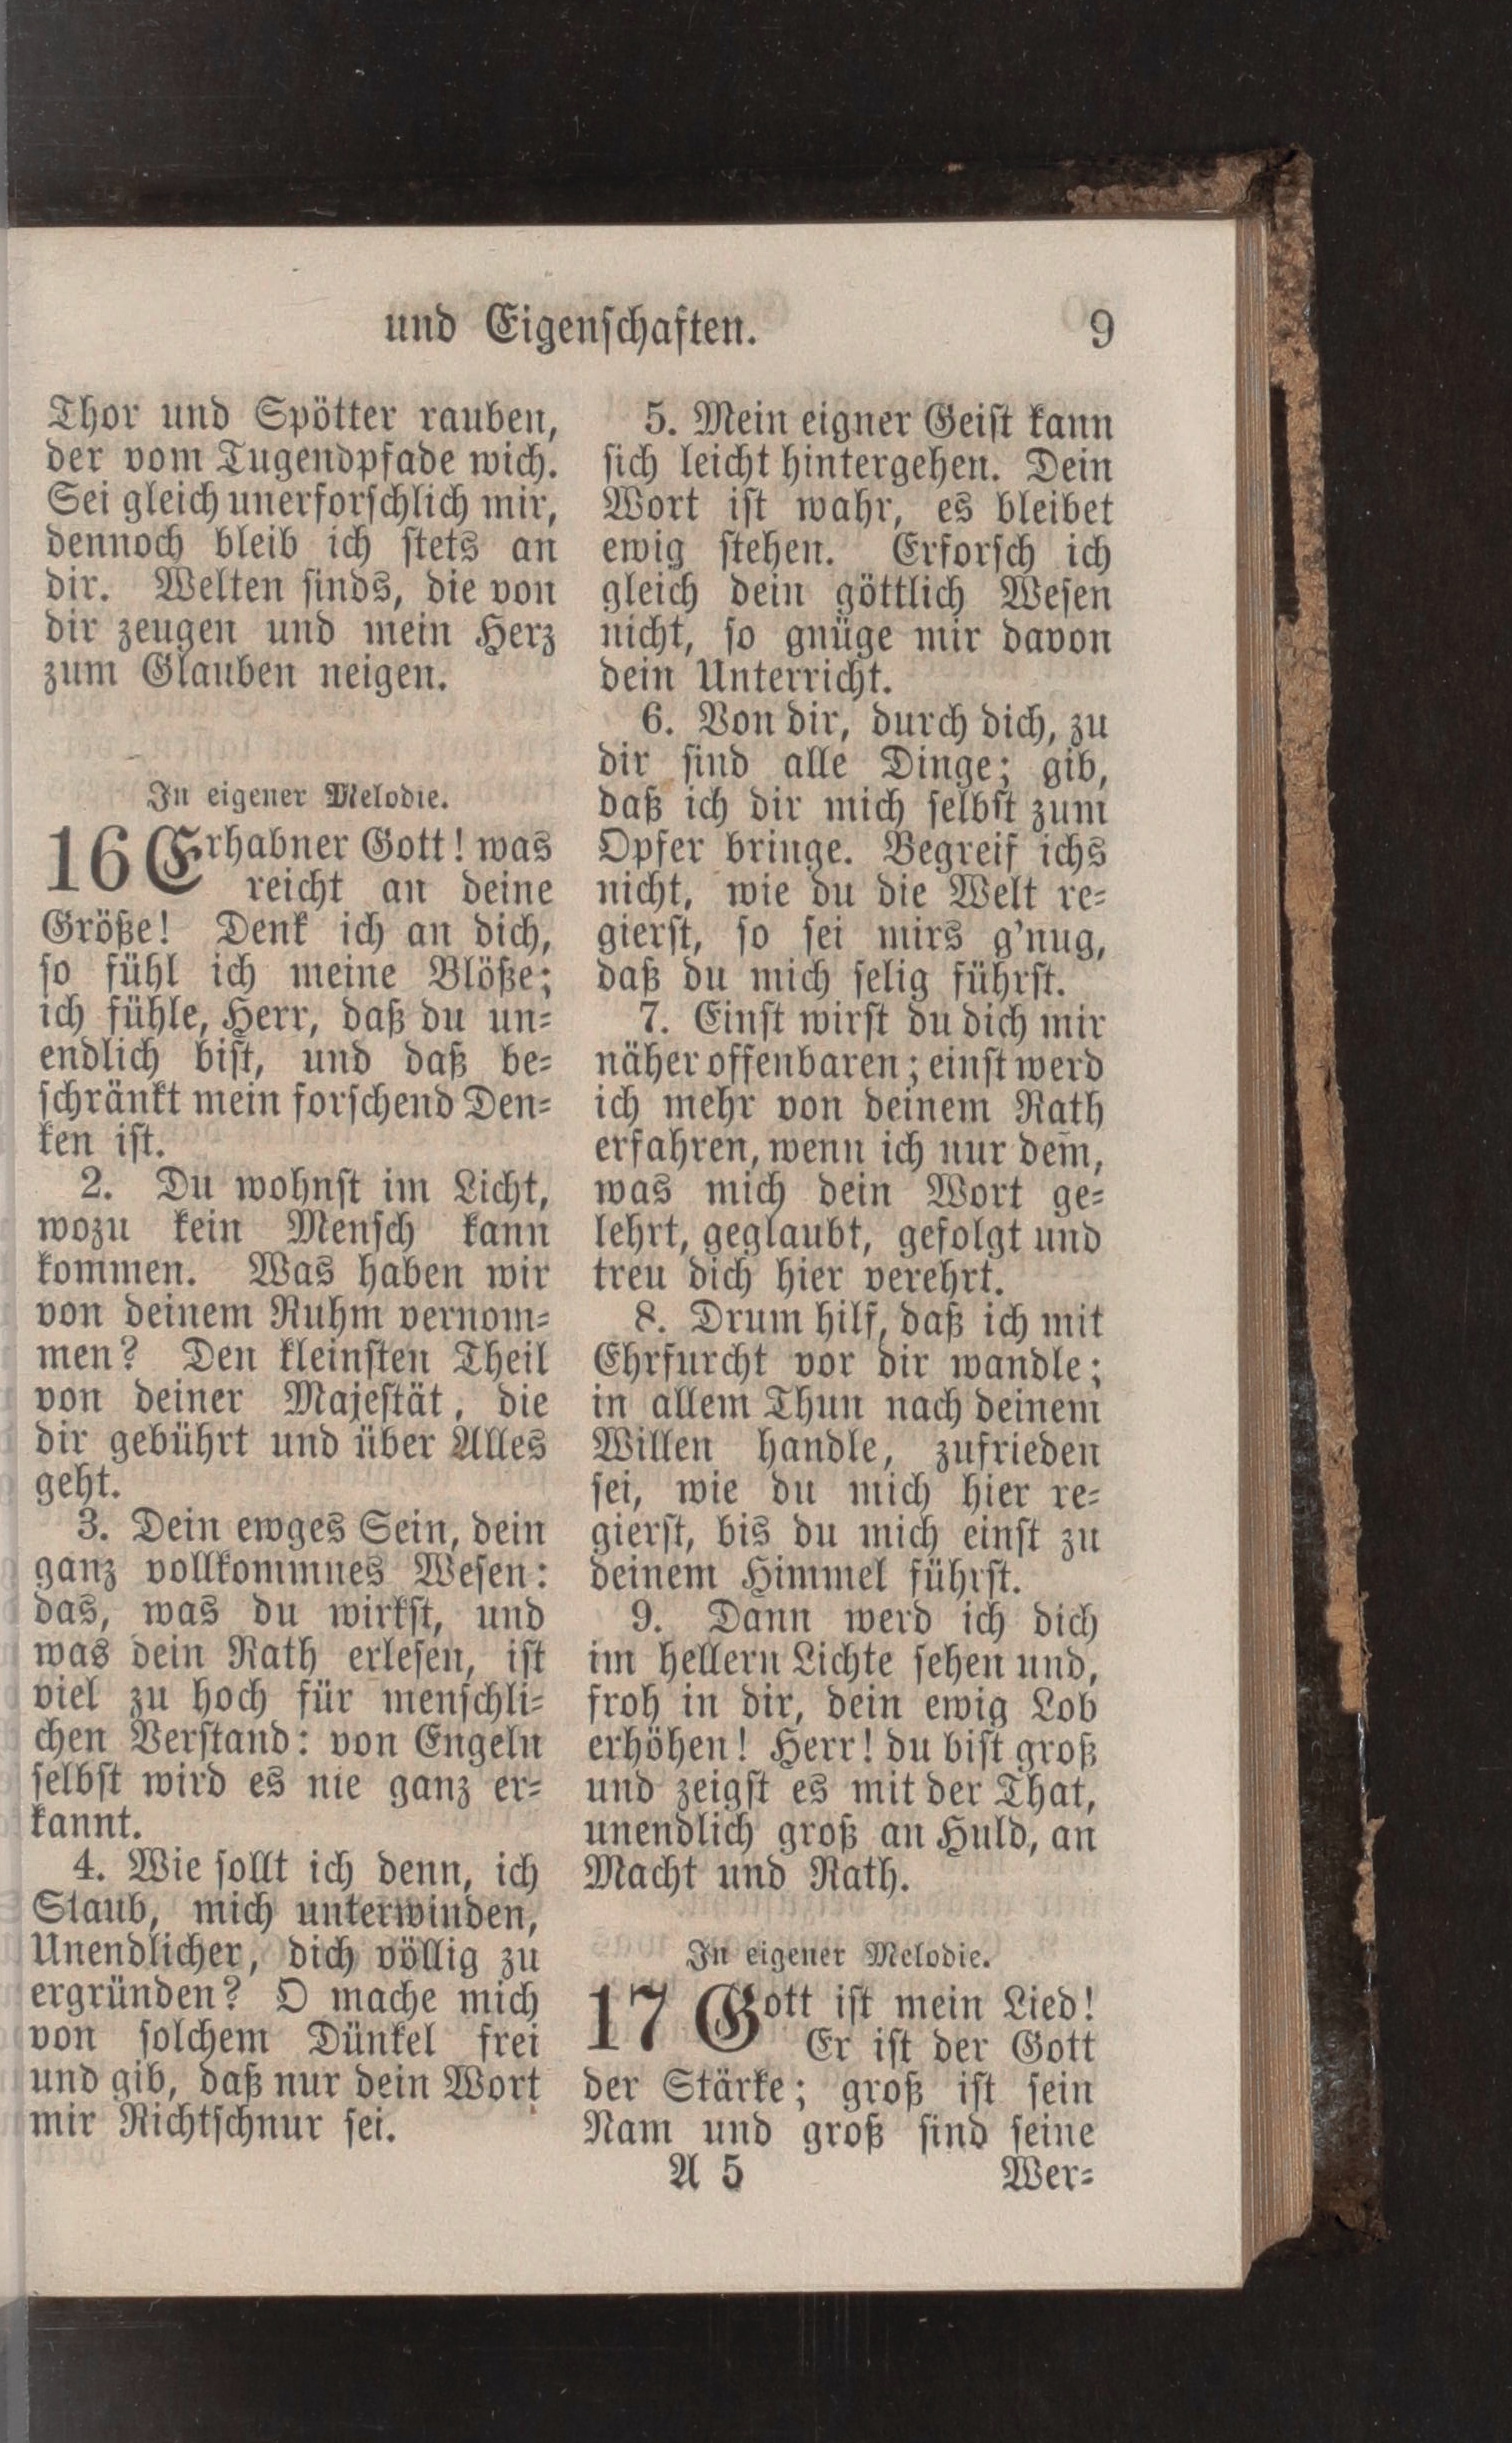 und Eigenschaften. 9
Thor und Spötter rauben,
der vom Tugendpfade wich.
Sei gleich unerforschlich mir,
dennoch bleib ich stets an
dir. Welten sinds, die von
dir zeugen und mein Herz
zum Glauben neigen.
In eigener Melodie.
16 Erhabner Gott! was
reicht an deine
Größe! Denk ich an dich,
so fühl ich meine Blöße;
ich fühle, Herr, daß du un-
endlich bist, und daß be-
schränkt mein forschend Den-
ken ist.
2. Du wohnst im Licht,
wozu kein Mensch kann
kommen. Was haben wir
von deinem Ruhm vernom-
men? Den kleinsten Theil
von deiner Majestät, die
dir gebührt und über Alles
geht.
3. Dein ewges Sein, dein
ganz vollkommnes Wesen:
das, was du wirkst, und
was dein Rath erlesen, ist
viel zu hoch für menschli-
chen Verstand: von Engeln
selbst wird es nie ganz er-
kannt.
4. Wie sollt ich denn, ich
Staub, mich unterwinden,
Unendlicher, dich völlig zu
ergründen? O mache mich
von solchem Dünkel frei
und gib, daß nur dein Wort
mir Richtschnur sei.
5. Mein eigner Geist kann
sich leicht hintergehen. Dein
Wort ist wahr, es bleibet
ewig stehen. Erforsch ich
gleich dein göttlich Wesen
nicht, so gnüge mir davon
dein Unterricht.
6. Von dir, durch dich, zu
dir sind alle Dinge; gib,
daß ich dir mich selbst zum
Opfer bringe. Begreif ichs
nicht, wie du die Welt re-
gierst, so sei mirs g'nug,
daß du mich selig führst.
7. Einst wirst du dich mir
näher offenbaren; einst werd
ich mehr von deinem Rath
erfahren, wenn ich nur dem̄,
was mich dein Wort ge-
lehrt, geglaubt, gefolgt und
treu dich hier verehrt.
8. Drum hilf, daß ich mit
Ehrfurcht vor dir wandle;
in allem Thun nach deinem
Willen handle, zufrieden
sei, wie du mich hier re-
gierst, bis du mich einst zu
deinem Himmel führst.
9. Dann werd ich dich
im hellern Lichte sehen und,
froh in dir, dein ewig Lob
erhöhen! Herr! du bist groß
und zeigst es mit der That,
unendlich groß an Huld, an
Macht und Rath.
In eigener Melodie.
17 Gott ist mein Lied!
Er ist der Gott
der Stärke; groß ist sein
Nam und groß sind seine
A 5 Wer-